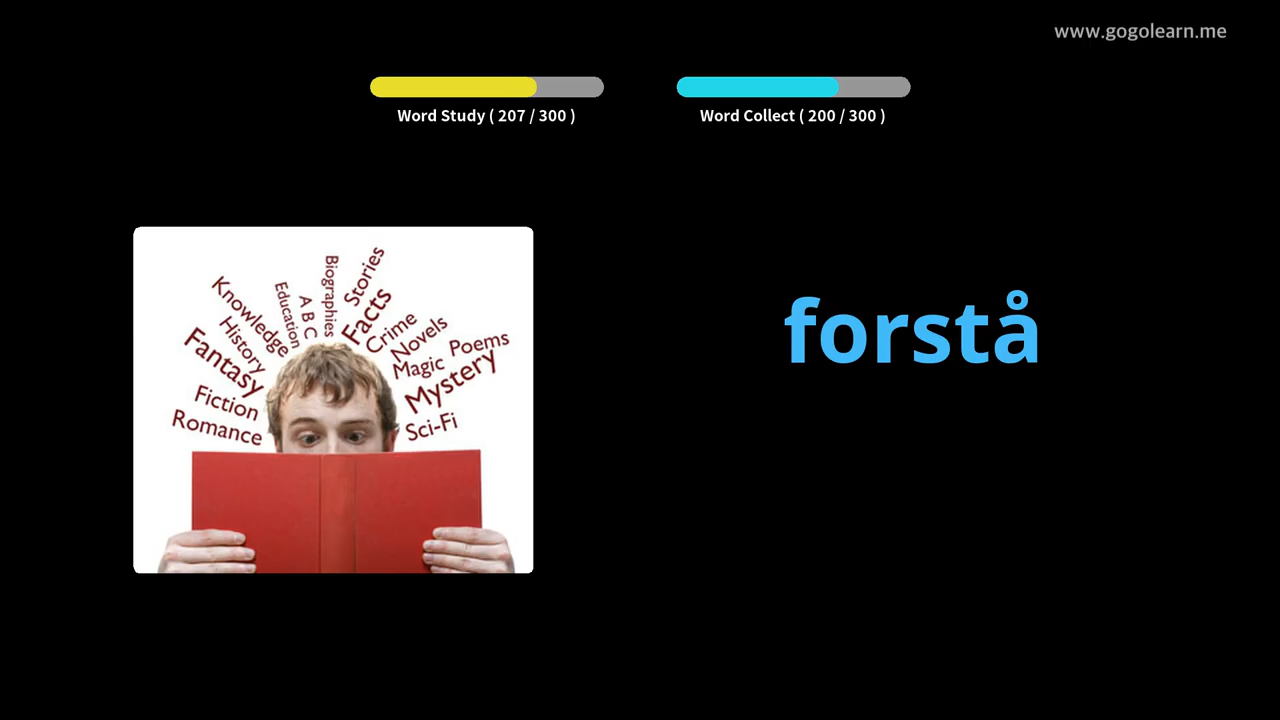 www.gogolearn.me
Word Study ( 207 / 300 )
Word Collect ( 200 / 300 )
forstå
Romance
Fiction
Fantasy
History
Knowledge
Education
A B C
Biographies
Stories
Facts
Crime
Novels
Magic
Poems
Mystery
Sci-Fi